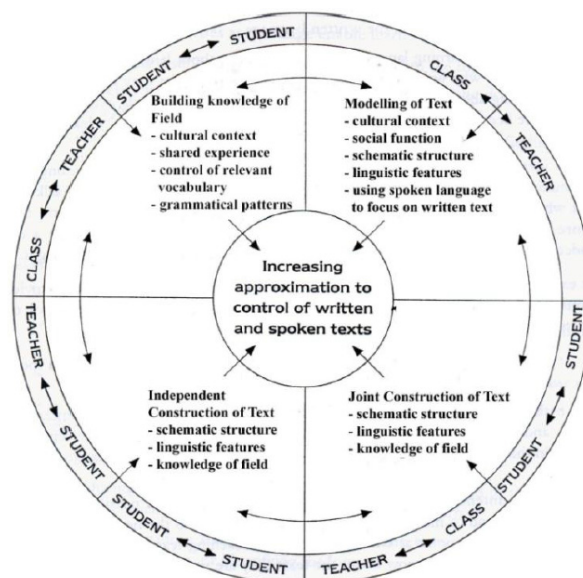 STUDENT
STUDENT
TEACHER
CLASS
CLASS
TEACHER
Building knowledge of
Field
- cultural context
- shared experience
- control of relevant
vocabulary
- grammatical patterns
Modelling of Text
- cultural context
- social function
- schematic structure
- linguistic features
- using spoken language
to focus on written text
Increasing
approximation to
control of written
and spoken texts
Independent
Construction of Text
- schematic structure
- linguistic features
- knowledge of field
Joint Construction of Text
- schematic structure
- linguistic features
- knowledge of field
TEACHER
STUDENT
STUDENT
STUDENT
STUDENT
STUDENT
CLASS
TEACHER